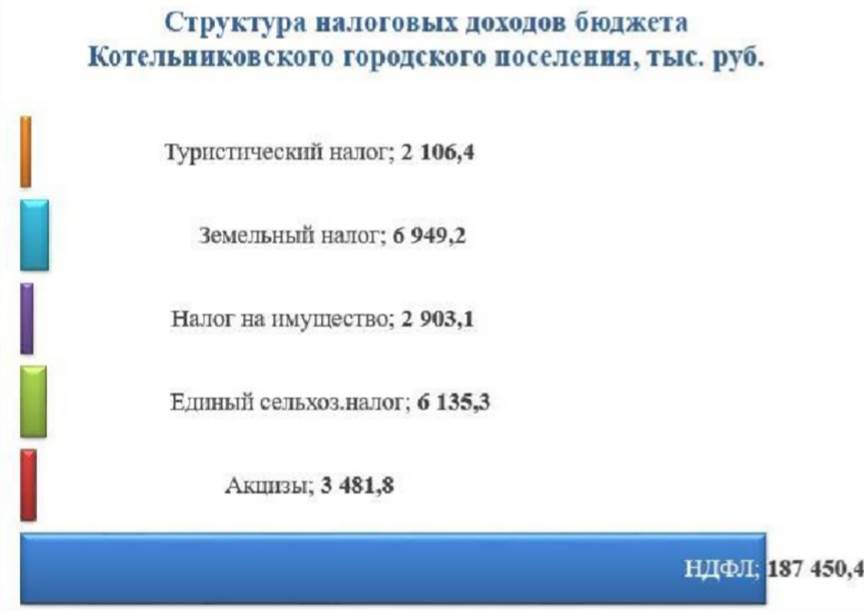 Структура налоговых доходов бюджета
Котельниковского городского поселения, тыс. руб.
Туристический налог; 2 106,4
Земельный налог; 6 949,2
Налог на имущество; 2 903,1
Единый сельхоз.налог; 6 135,3
Акцизы; 3 481,8
НДФЛ; 187 450,4